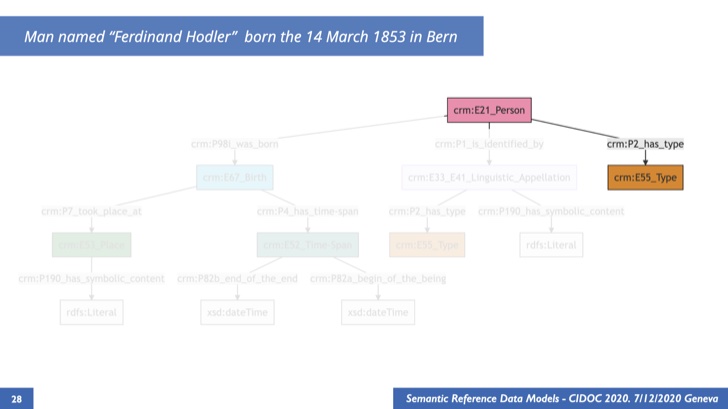 Man named “Ferdinand Hodler” born the 14 March 1853 in Bern
crm:E21_Person
crm:P98i_was_born
crm:P1_is_identified_by
crm:P2_has_type
crm:E67_Birth
crm:E33_E41_Linguistic_Appellation
crm:E55_Type
crm:P7_took_place_at
crm:P4_has_time-span
crm:P2_has_type
crm:P190_has_symbolic_content
crm:E53_Place
crm:E52_Time-Span
crm:E55_Type
rdfs:Literal
crm:P190_has_symbolic_content
crm:P82b_end_of_the_end
crm:P82a_begin_of_the_being
rdfs:Literal
xsd:dateTime
xsd:dateTime
28
Semantic Reference Data Models - CIDOC 2020. 7/12/2020 Geneva